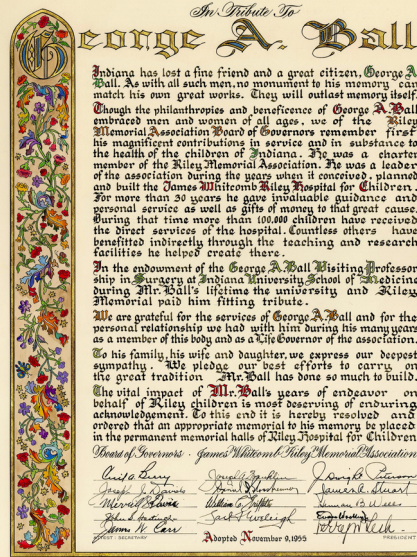 In Tribute To
George A. Ball
Indiana has lost a fine friend and a great citizen, George A.
Ball. As with all such men, no monument to his memory can
match his own great works. They will outlast memory itself.
Though the philanthropies and beneficence of George A. Ball
embraced men and women of all ages, we of the Riley
Memorial Association Board of Governors remember first
his magnificent contributions in service and in substance to
the health of the children of Indiana. He was a charter
member of the Riley Memorial Association. He was a leader
of the association during the years when it conceived, planned
and built the James Whitcomb Riley Hospital for Children.
For more than 30 years he gave invaluable guidance and
personal service as well as gifts of money to that great cause.
During that time more than 100,000 children have received
the direct services of the hospital. Countless others have
benefitted indirectly through the teaching and research
facilities he helped create there.
In the endowment of the George A. Ball Visiting Professor
ship in Surgery at Indiana University School of Medicine
during Mr. Ball's lifetime the university and Riley
Memorial paid him fitting tribute.
We are grateful for the services of George A. Ball and for the
personal relationship we had with him during his many years
as a member of this body and as a Life Governor of the association.
To his family, his wife and daughter, we express our deepest
sympathy. We pledge our best efforts to carry on
the great tradition Mr. Ball has done so much to build.
The vital impact of Mr. Ball's years of endeavor on
behalf of Riley children is most deserving of enduring
acknowledgement. To this end it is hereby resolved and
ordered that an appropriate memorial to his memory be placed
in the permanent memorial halls of Riley Hospital for Children
Board of Governors - James Whitcomb Riley Memorial Association
James A. Stuart
Herman B Wells
William C. Griffith
ATTEST: SECRETARY
Adopted November 9, 1955
PRESIDENT